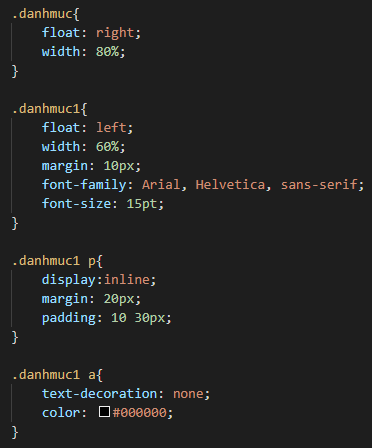 .danhmuc{
    float: right;
    width: 80%;
}

.danhmuc1{
    float: left;
    width: 60%;
    margin: 10px;
    font-family: Arial, Helvetica, sans-serif;
    font-size: 15pt;
}

.danhmuc1 p{
    display:inline;
    margin: 20px;
    padding: 10 30px;
}

.danhmuc1 a{
    text-decoration: none;
    color: #000000;
}